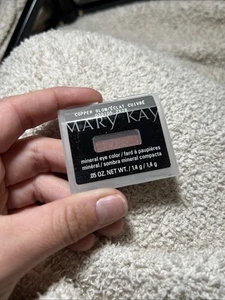 COPPER GLOW/ÉCLAT CUIVRÉ
MARY KAY
mineral eye color / fard à paupières
minéral / sombra mineral compacta
.05 OZ. NET WT. / 1,4 g / 1,4 g